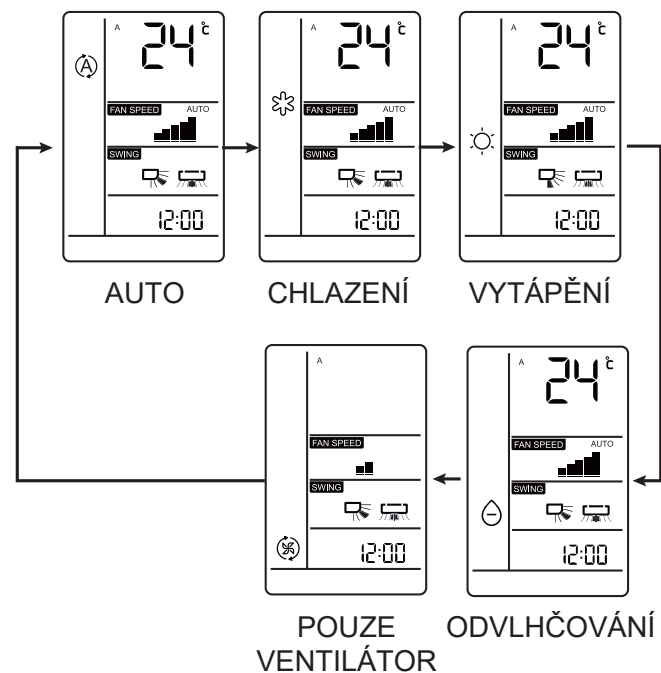 A
24°c
FAN SPEED AUTO
SWING
12:00
AUTO
A
24°c
FAN SPEED AUTO
SWING
12:00
CHLAZENÍ
A
24°c
FAN SPEED AUTO
SWING
12:00
VYTÁPĚNÍ
A
FAN SPEED
SWING
12:00
POUZE
VENTILÁTOR
A
24°c
FAN SPEED AUTO
SWING
12:00
ODVLHČOVÁNÍ